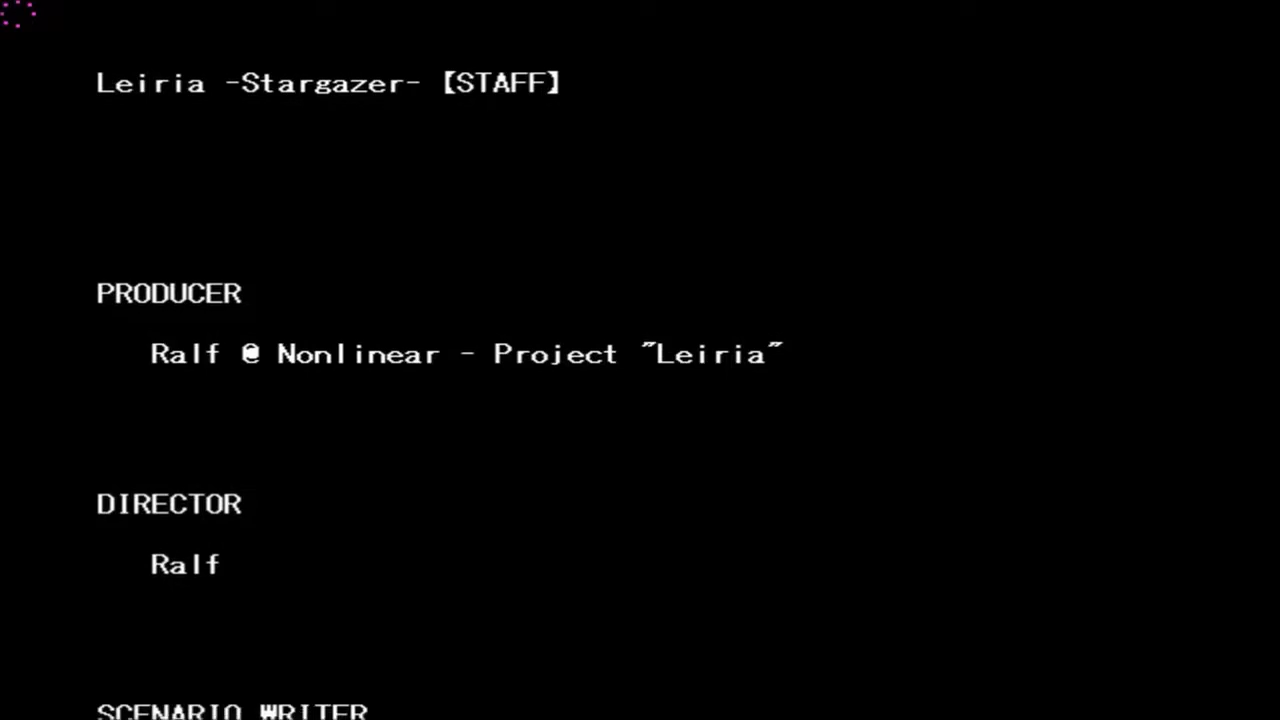 Leiria -Stargazer- 【STAFF】
PRODUCER
Ralf @ Nonlinear - Project "Leiria"
DIRECTOR
Ralf
SCENARIO WRITER